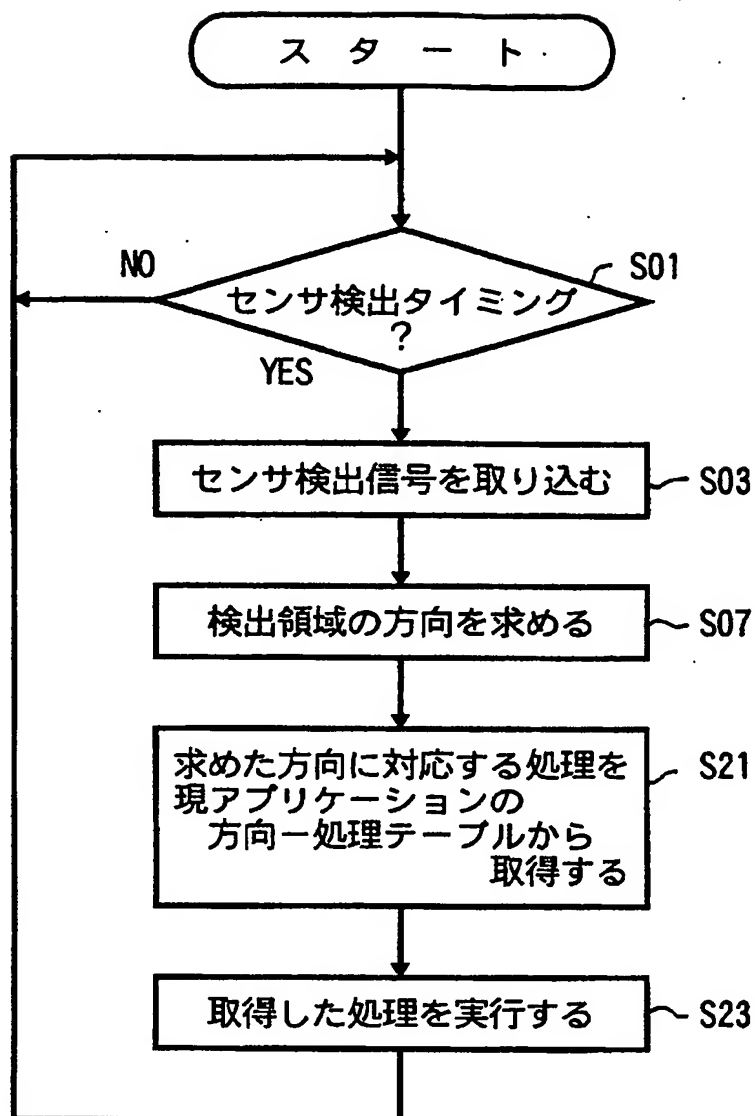 スタート
NO
S01
センサ検出タイミング
?
YES
センサ検出信号を取り込む
S03
検出領域の方向を求める
S07
求めた方向に対応する処理を
S21
現アプリケーションの
方向ー処理テーブルから
取得する
取得した処理を実行する
S23